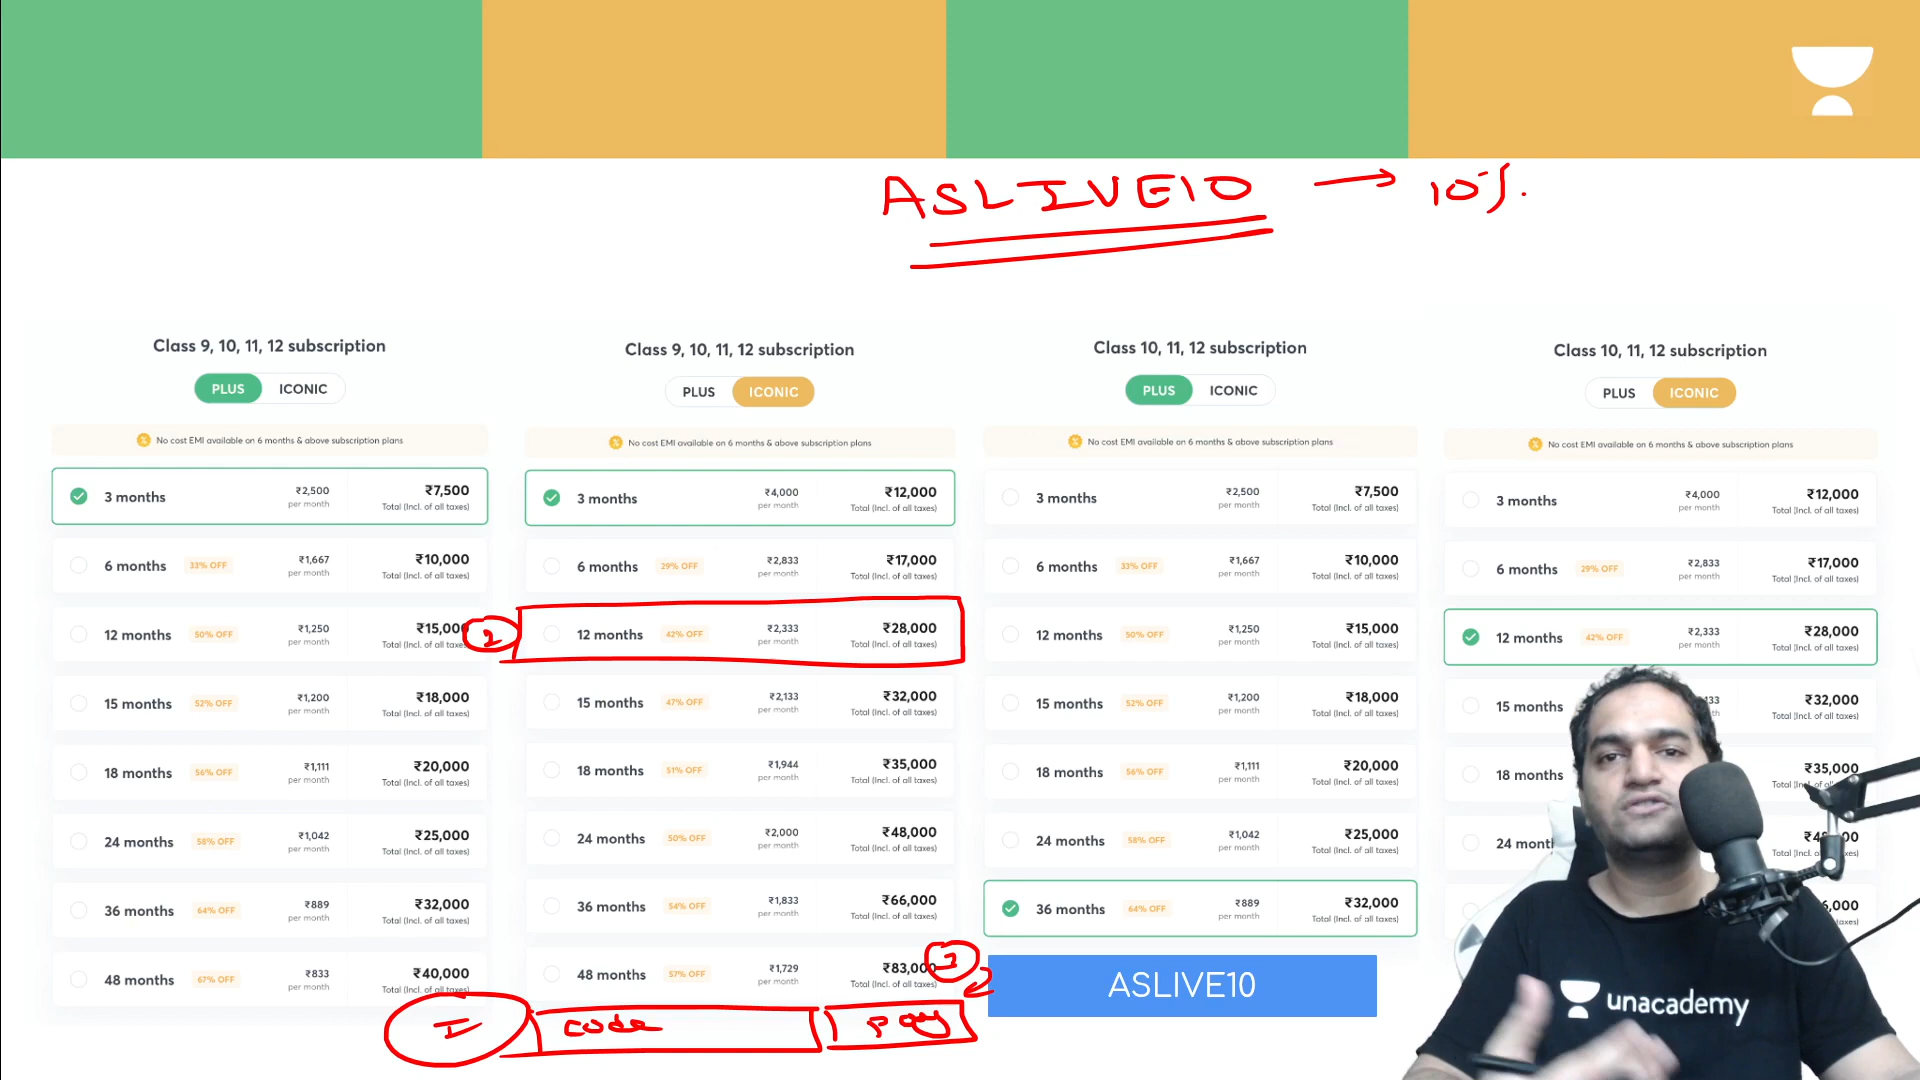 ASLIVE10 → 10%.
Class 9, 10, 11, 12 subscription
PLUS ICONIC
No cost EMI available on 6 months & above subscription plans
3 months ₹2,500 per month ₹7,500 Total (Incl. of all taxes)
6 months 33% OFF ₹1,667 per month ₹10,000 Total (Incl. of all taxes)
12 months 50% OFF ₹1,250 per month ₹15,000 Total (Incl. of all taxes)
15 months 52% OFF ₹1,200 per month ₹18,000 Total (Incl. of all taxes)
18 months 56% OFF ₹1,111 per month ₹20,000 Total (Incl. of all taxes)
24 months 58% OFF ₹1,042 per month ₹25,000 Total (Incl. of all taxes)
36 months 64% OFF ₹889 per month ₹32,000 Total (Incl. of all taxes)
48 months 67% OFF ₹833 per month ₹40,000 Total (Incl. of all taxes)
Class 9, 10, 11, 12 subscription
PLUS ICONIC
No cost EMI available on 6 months & above subscription plans
3 months ₹4,000 per month ₹12,000 Total (Incl. of all taxes)
6 months 29% OFF ₹2,833 per month ₹17,000 Total (Incl. of all taxes)
2 12 months 42% OFF ₹2,333 per month ₹28,000 Total (Incl. of all taxes)
15 months 47% OFF ₹2,133 per month ₹32,000 Total (Incl. of all taxes)
18 months 51% OFF ₹1,944 per month ₹35,000 Total (Incl. of all taxes)
24 months 50% OFF ₹2,000 per month ₹48,000 Total (Incl. of all taxes)
36 months 54% OFF ₹1,833 per month ₹66,000 Total (Incl. of all taxes)
48 months 57% OFF ₹1,729 per month ₹83,000 Total (Incl. of all taxes)
I code pay
Class 10, 11, 12 subscription
PLUS ICONIC
No cost EMI available on 6 months & above subscription plans
3 months ₹2,500 per month ₹7,500 Total (Incl. of all taxes)
6 months 33% OFF ₹1,667 per month ₹10,000 Total (Incl. of all taxes)
12 months 50% OFF ₹1,250 per month ₹15,000 Total (Incl. of all taxes)
15 months 52% OFF ₹1,200 per month ₹18,000 Total (Incl. of all taxes)
18 months 56% OFF ₹1,111 per month ₹20,000 Total (Incl. of all taxes)
24 months 58% OFF ₹1,042 per month ₹25,000 Total (Incl. of all taxes)
36 months 64% OFF ₹889 per month ₹32,000 Total (Incl. of all taxes)
ASLIVE10
Class 10, 11, 12 subscription
PLUS ICONIC
No cost EMI available on 6 months & above subscription plans
3 months ₹4,000 per month ₹12,000 Total (Incl. of all taxes)
6 months 29% OFF ₹2,833 per month ₹17,000 Total (Incl. of all taxes)
12 months 42% OFF ₹2,333 per month ₹28,000 Total (Incl. of all taxes)
15 months ₹32,000 Total (Incl. of all taxes)
18 months ₹35,000
24
unacademy